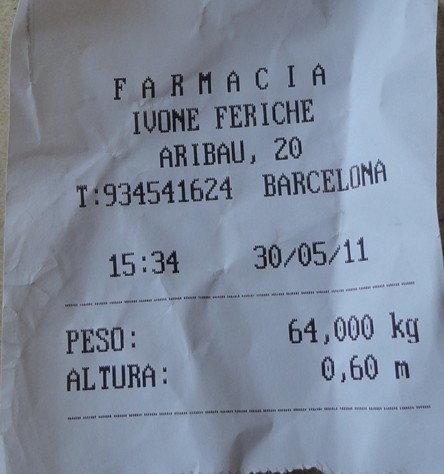 FARMACIA
IVONE FERICHE
ARIBAU, 20
T:934541624 BARCELONA
15:34 30/05/11
PESO: 64,000 kg
ALTURA: 0,60 m